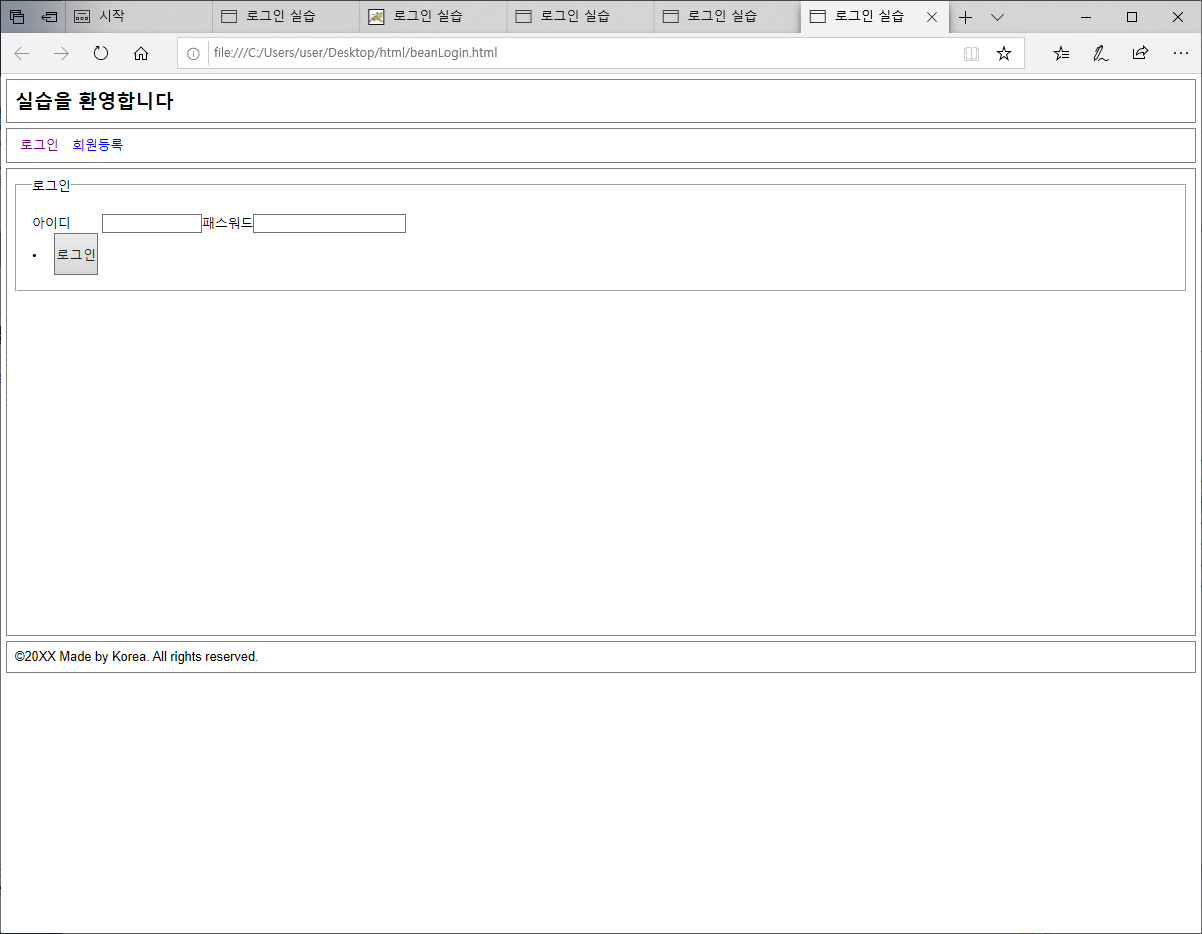 시작 로그인 실습 로그인 실습 로그인 실습 로그인 실습 로그인 실습
file:///C:/Users/user/Desktop/html/beanLogin.html
실습을 환영합니다
로그인 회원등록
로그인
아이디 패스워드
• 로그인
©20XX Made by Korea. All rights reserved.